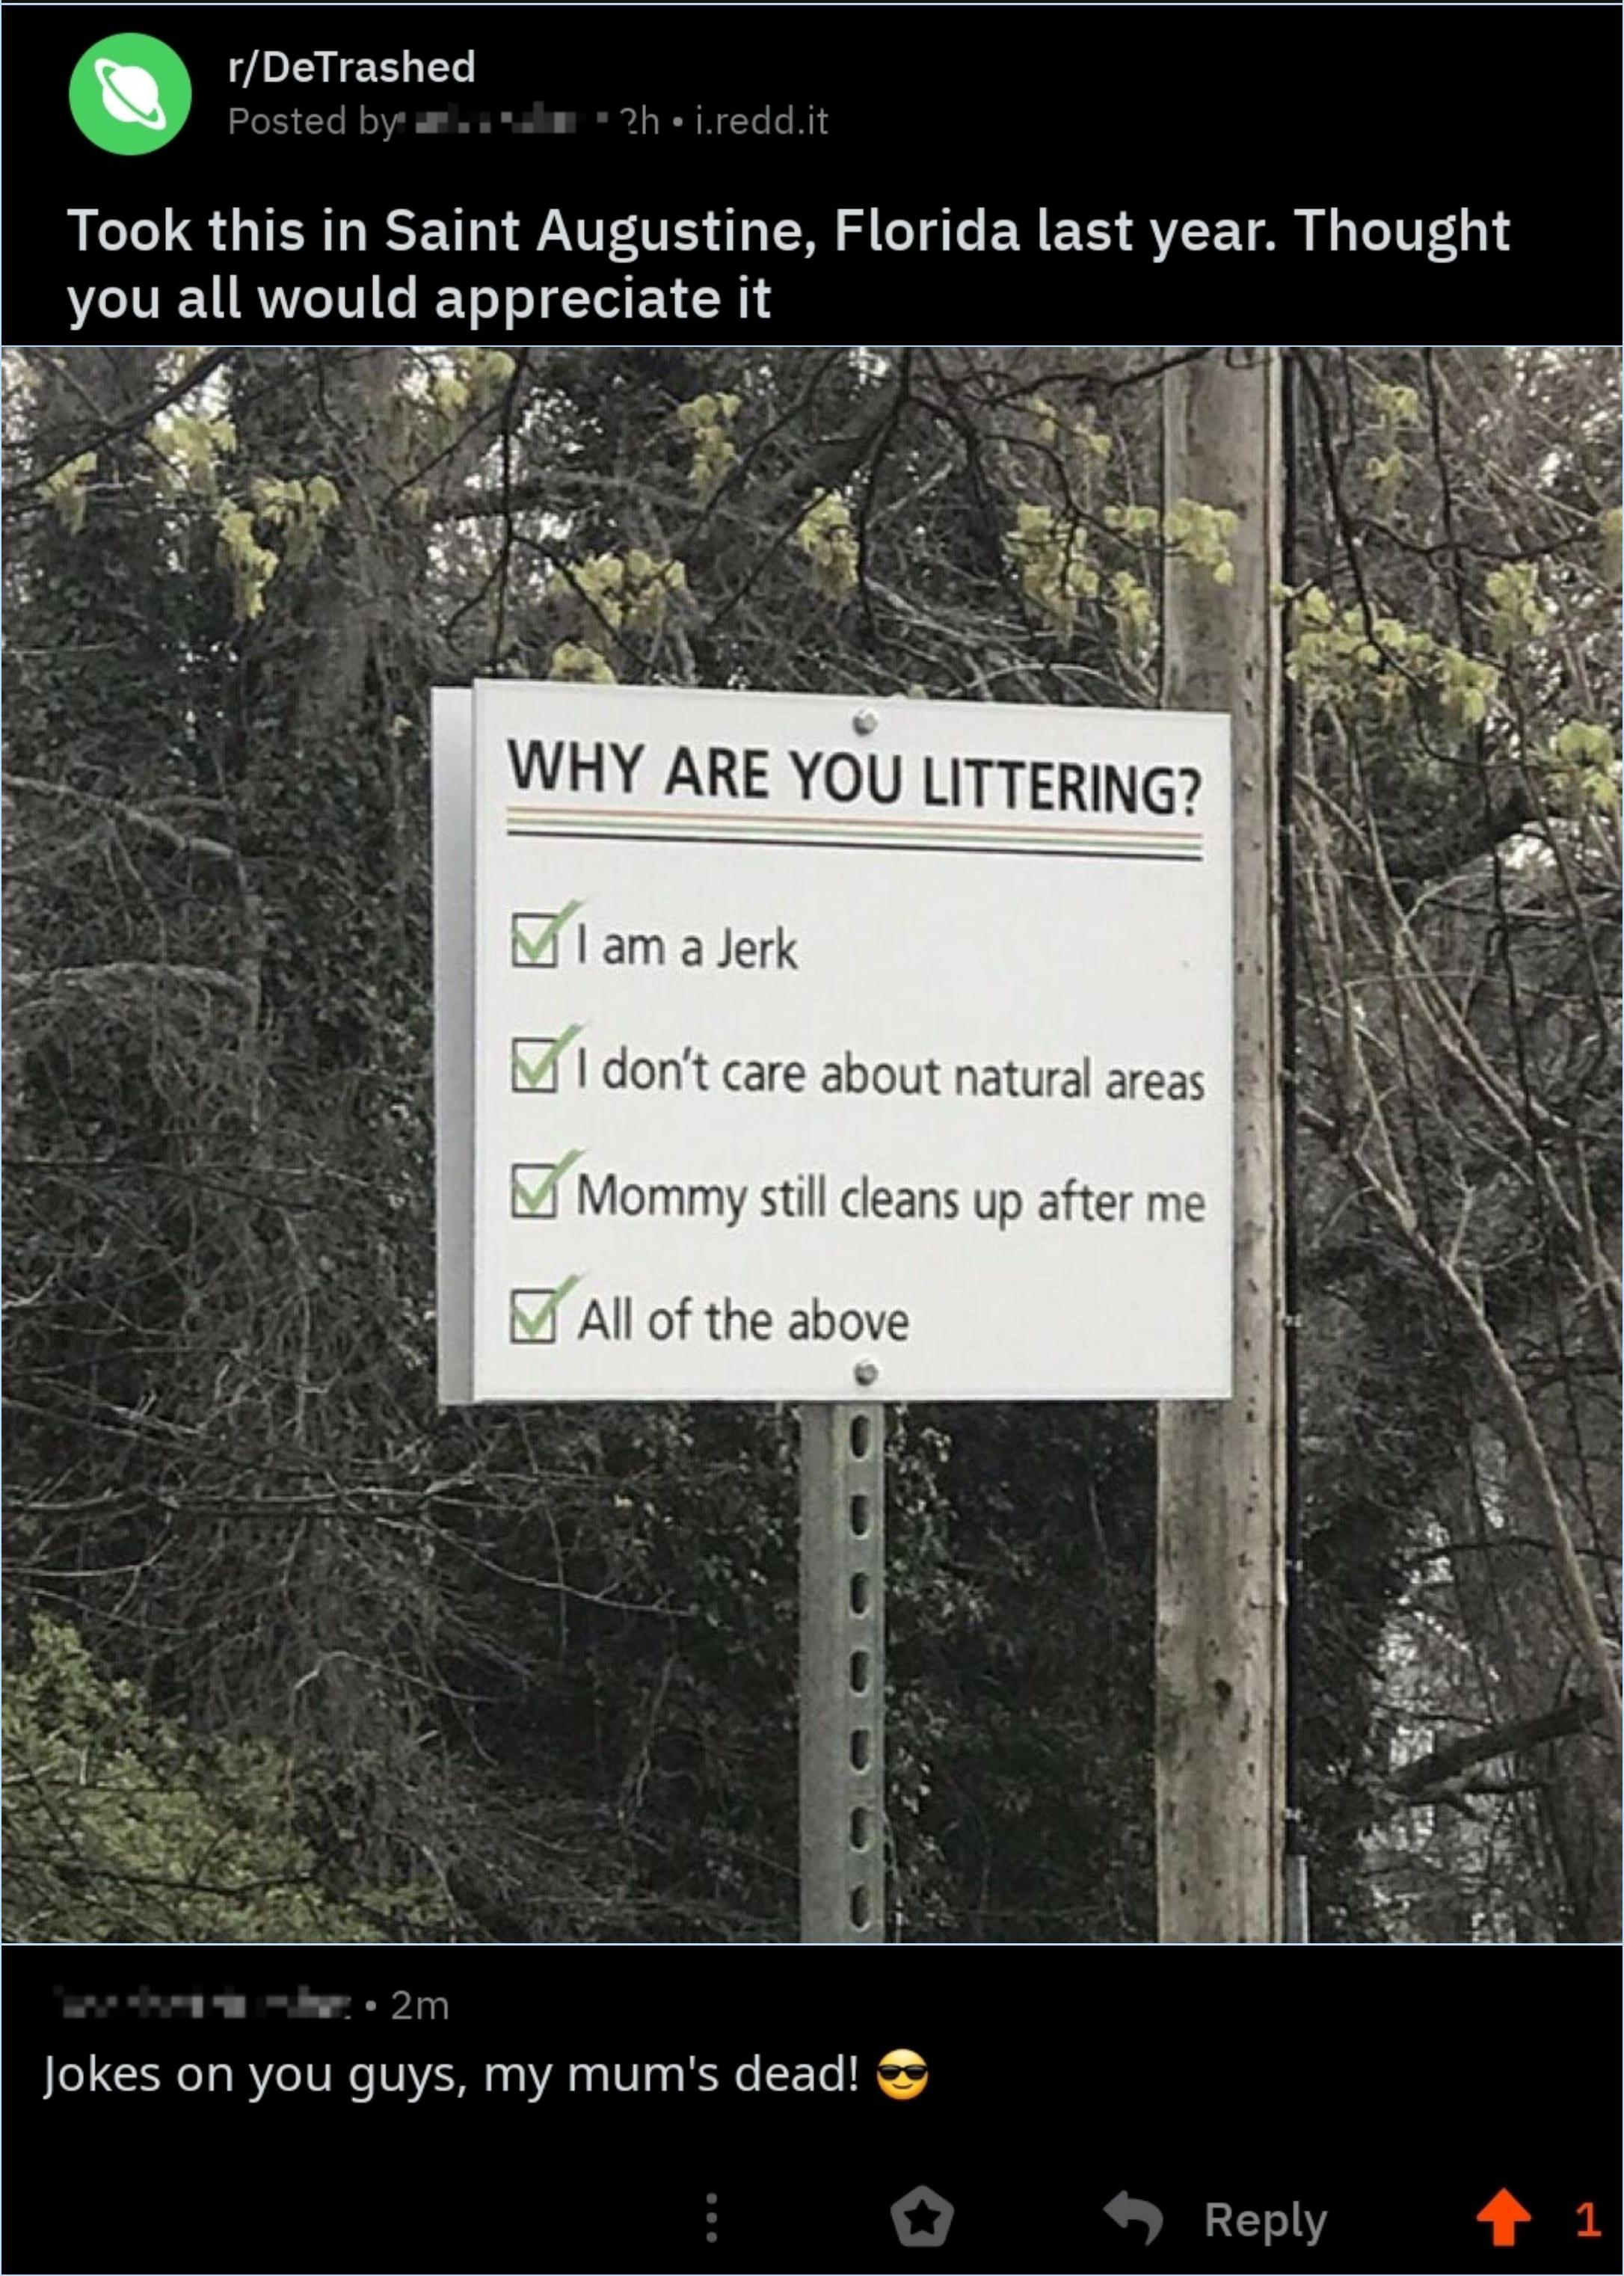 r/DeTrashed
Posted by 2h • i.redd.it
Took this in Saint Augustine, Florida last year. Thought
you all would appreciate it
WHY ARE YOU LITTERING?
I am a Jerk
I don't care about natural areas
Mommy still cleans up after me
All of the above
• 2m
Jokes on you guys, my mum's dead! 😎
Reply 1